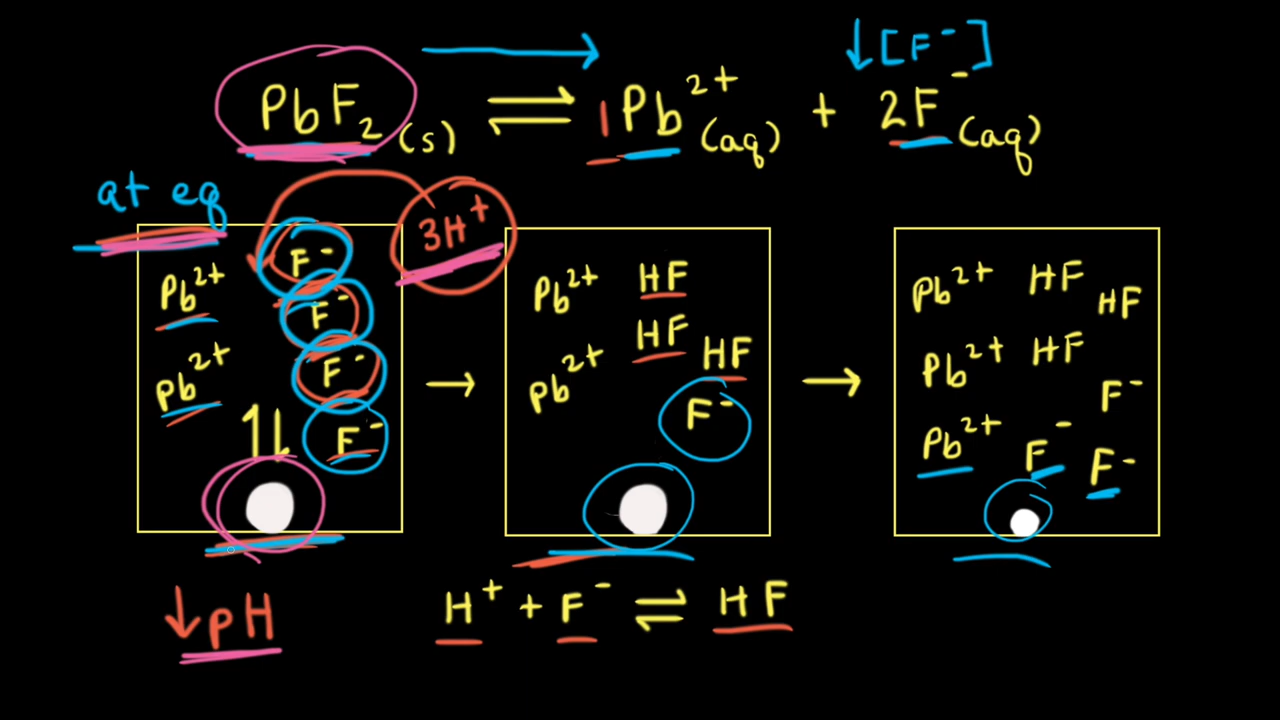 ↓[F⁻]
PbF₂(s) ⇌ 1Pb²⁺(aq) + 2F⁻(aq)
at eq
3H⁺
F⁻
Pb²⁺
F⁻
Pb²⁺
F⁻
F⁻
Pb²⁺ HF
HF
Pb²⁺
HF
F⁻
Pb²⁺ HF
HF
Pb²⁺ HF
F⁻
Pb²⁺ F⁻
F⁻
↓pH
H⁺ + F⁻ ⇌ HF